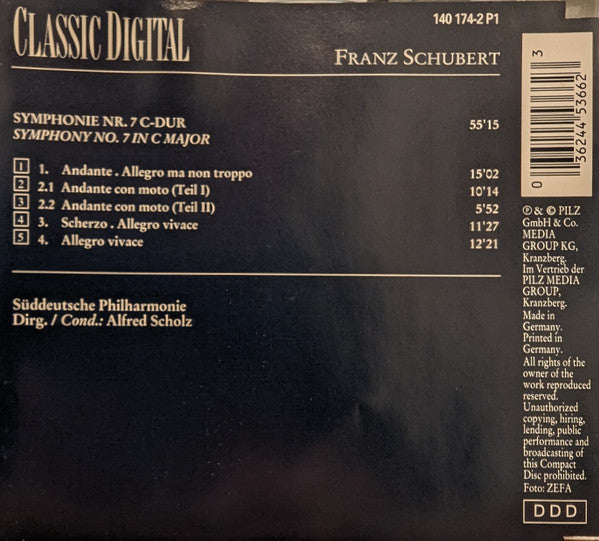 CLASSIC DIGITAL
140 174-2 P1
FRANZ SCHUBERT
SYMPHONIE NR. 7 C-DUR 55'15
SYMPHONY NO. 7 IN C MAJOR
1 1. Andante . Allegro ma non troppo 15'02
2 2.1 Andante con moto (Teil I) 10'14
3 2.2 Andante con moto (Teil II) 5'52
4 3. Scherzo . Allegro vivace 11'27
5 4. Allegro vivace 12'21
Süddeutsche Philharmonie
Dirg. / Cond.: Alfred Scholz
0 36244 53662 3
℗ & © PILZ
GmbH & Co.
MEDIA
GROUP KG,
Kranzberg.
Im Vertrieb der
PILZ MEDIA
GROUP,
Kranzberg.
Made in
Germany.
Printed in
Germany.
All rights of the
owner of the
work reproduced
reserved.
Unauthorized
copying, hiring,
lending, public
performance and
broadcasting of
this Compact
Disc prohibited.
Foto: ZEFA
DDD